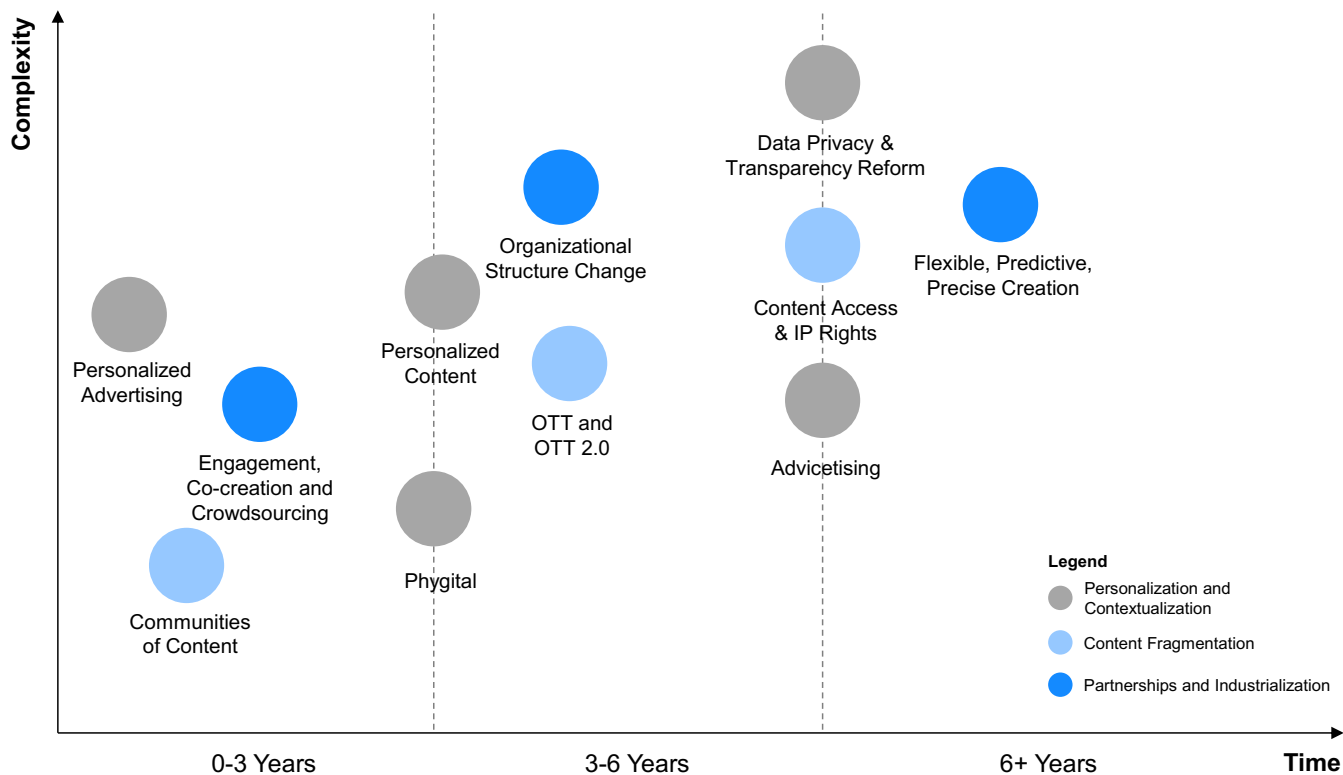 Complexity
Data Privacy &
Transparency Reform
Organizational
Structure Change
Flexible, Predictive,
Precise Creation
Content Access
& IP Rights
Personalized
Advertising
Personalized
Content
OTT and
OTT 2.0
Engagement,
Co-creation and
Crowdsourcing
Advicetising
Phygital
Communities
of Content
Legend
Personalization and
Contextualization
Content Fragmentation
Partnerships and Industrialization
0-3 Years
3-6 Years
6+ Years
Time